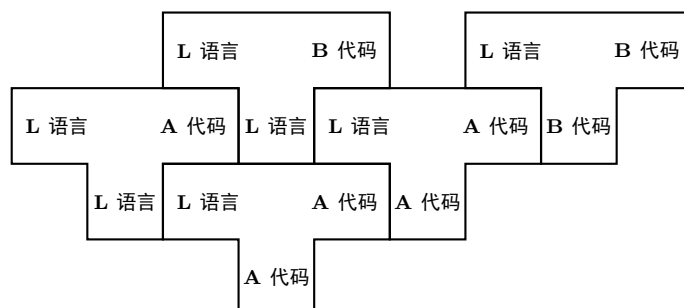 L 语言 B 代码 L 语言 B 代码
L 语言 A 代码 L 语言 L 语言 A 代码 B 代码
L 语言 L 语言 A 代码 A 代码
A 代码